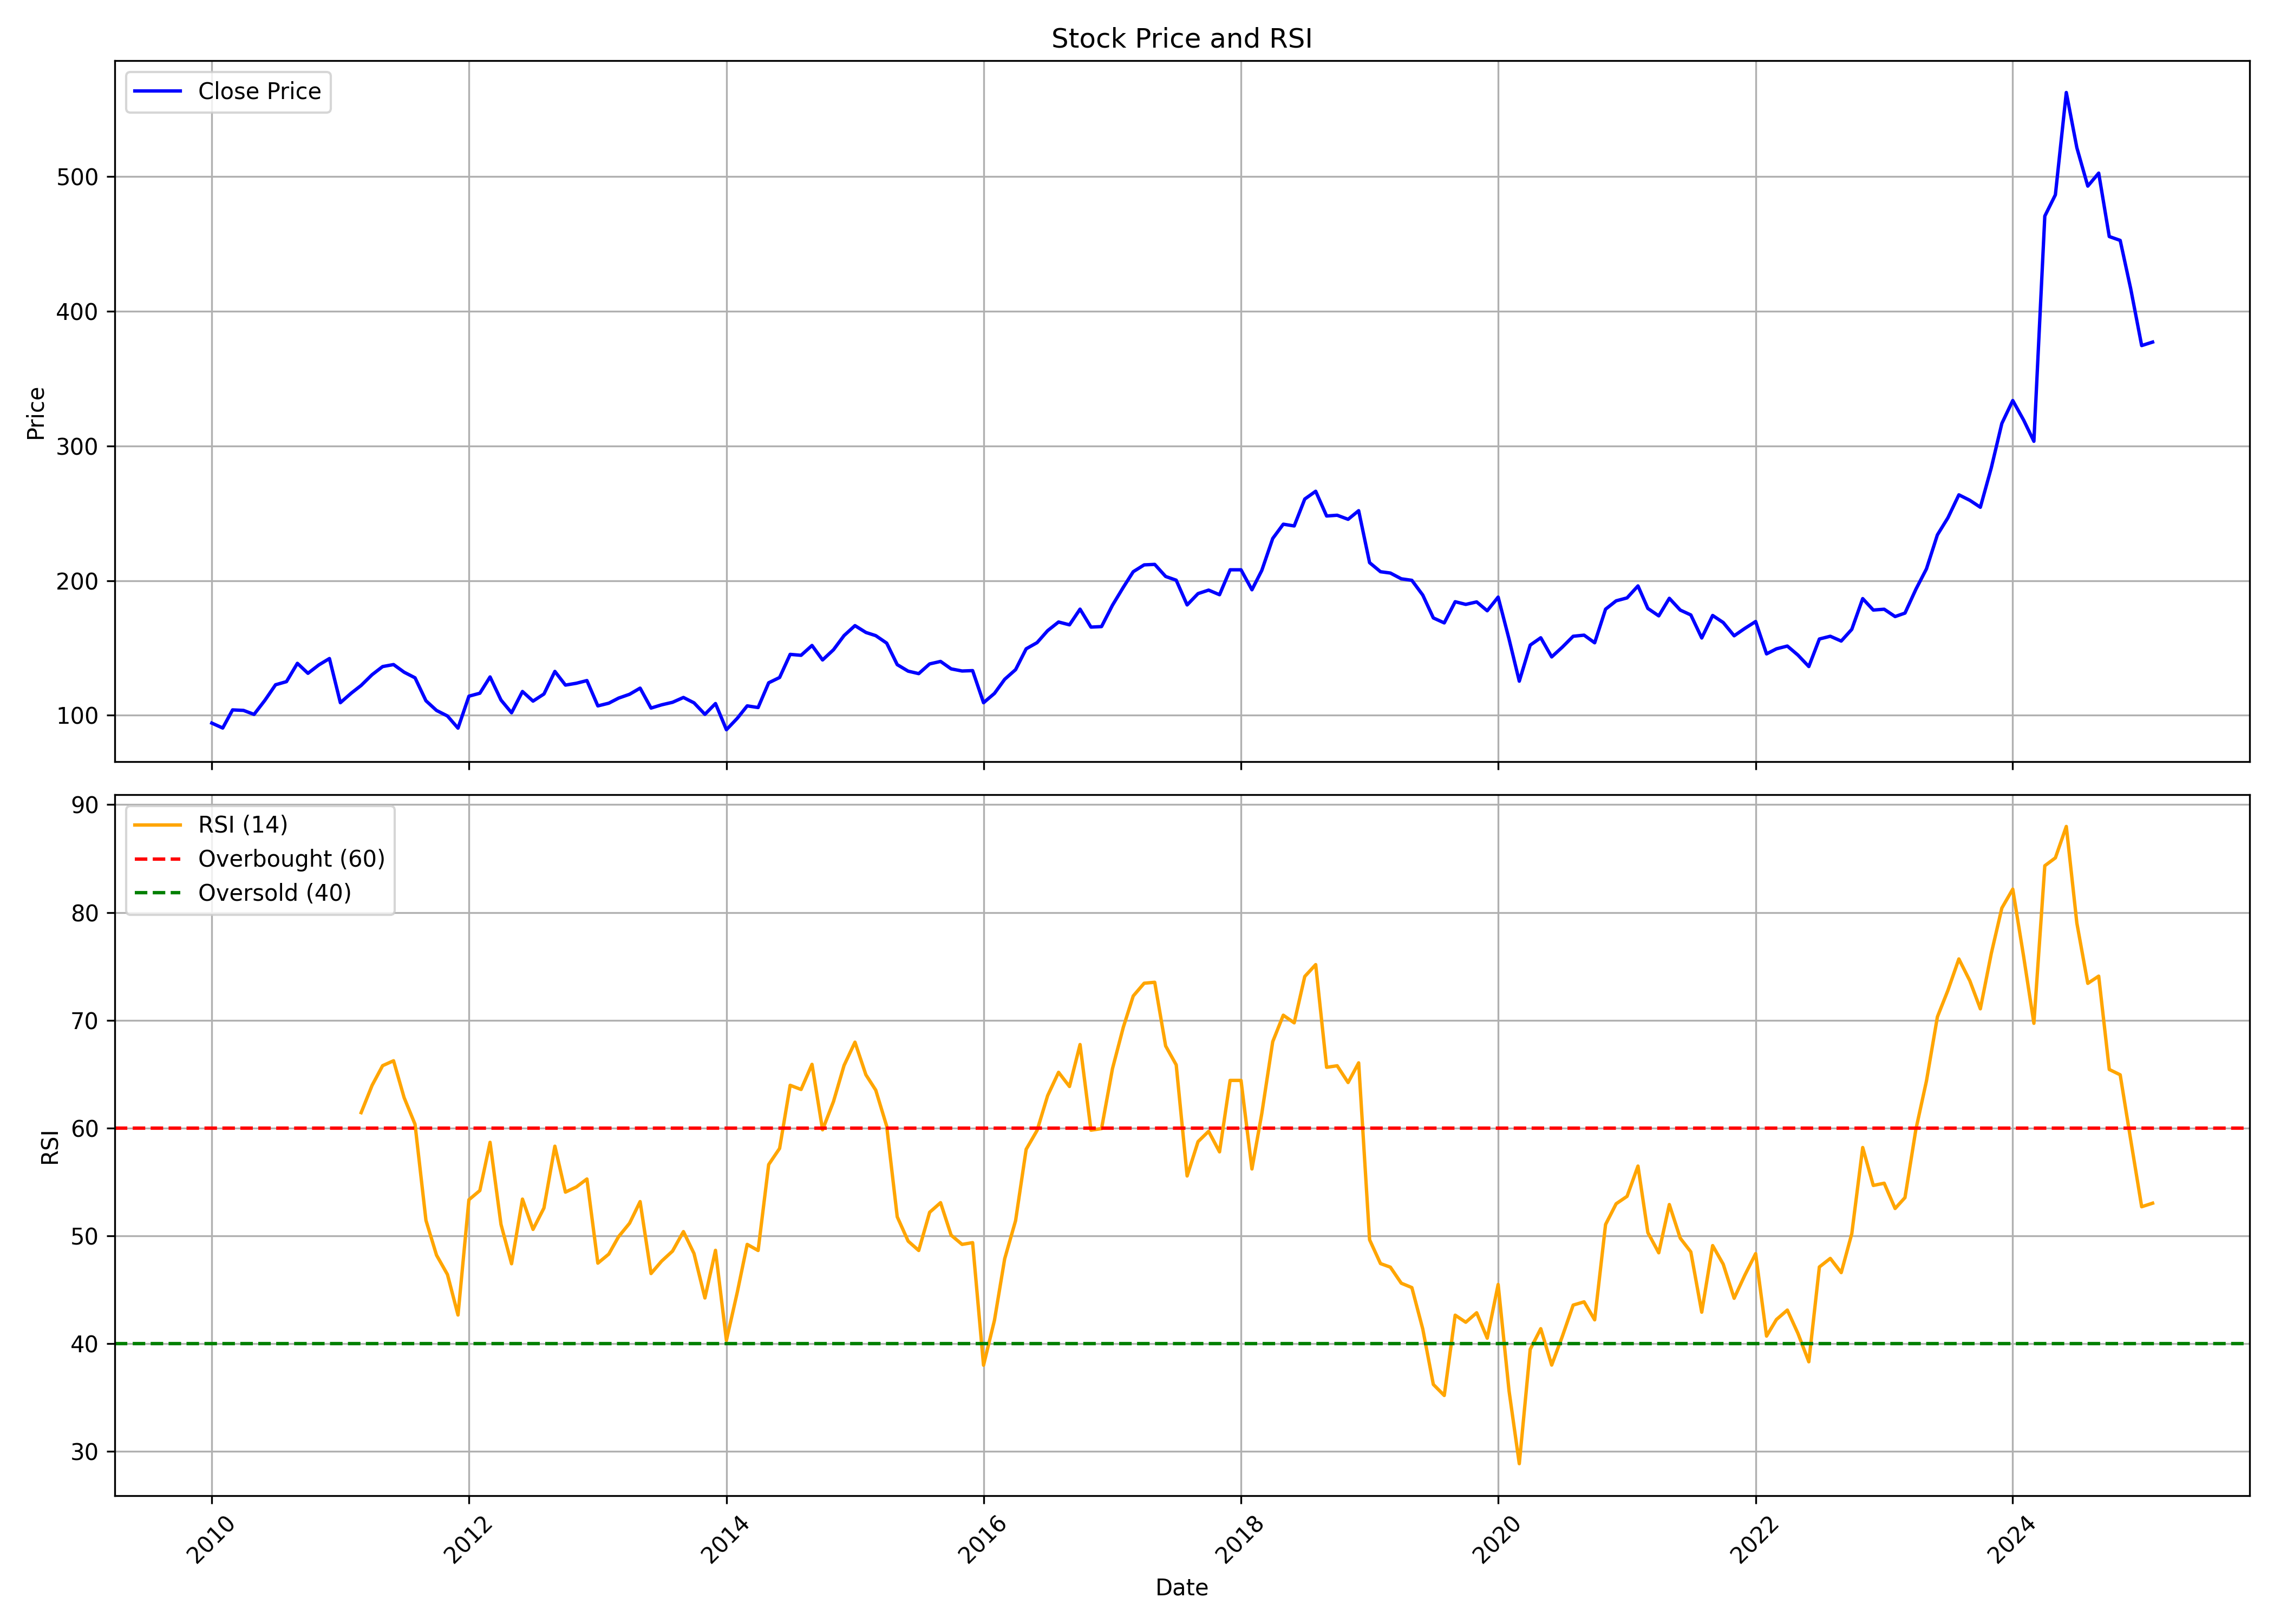 Stock Price and RSI
Close Price
Price
500
400
300
200
100
RSI (14)
Overbought (60)
Oversold (40)
RSI
90
80
70
60
50
40
30
2010
2012
2014
2016
2018
2020
2022
2024
Date